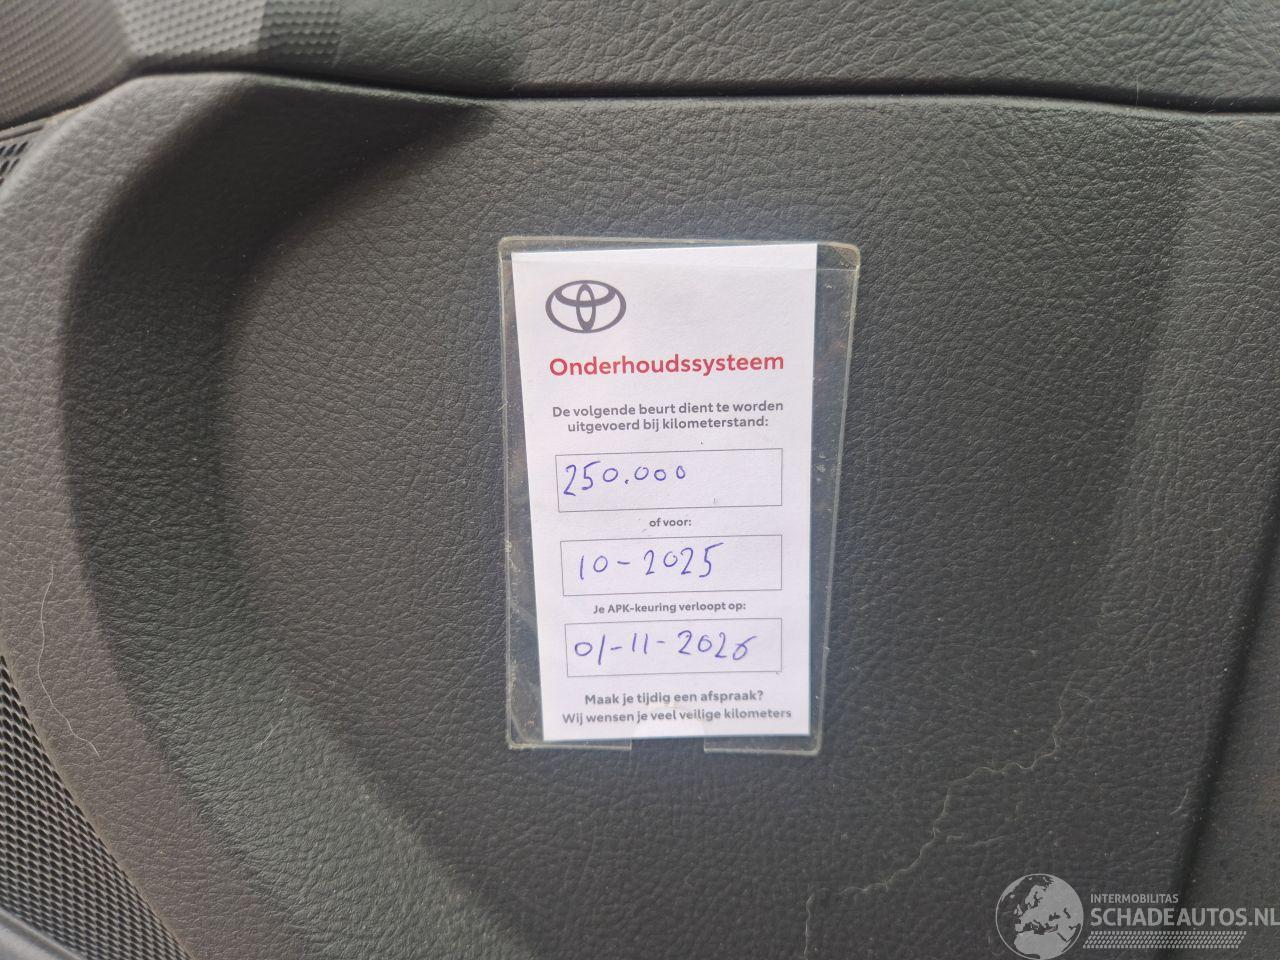 Onderhoudssysteem
De volgende beurt dient te worden
uitgevoerd bij kilometerstand:
250.000
of voor:
10-2025
Je APK-keuring verloopt op:
01-11-2026
Maak je tijdig een afspraak?
Wij wensen je veel veilige kilometers
INTERMOBILITAS
SCHADEAUTOS.NL